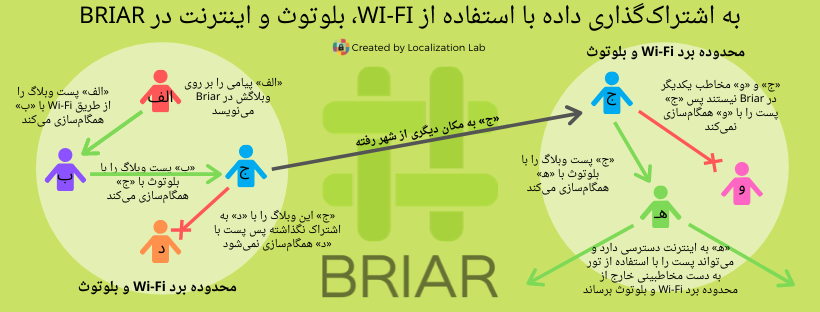 به اشتراک‌گذاری داده با استفاده از WI-FI، بلوتوث و اینترنت در BRIAR
Created by Localization Lab
محدوده برد Wi-Fi و بلوتوث
«الف» پیامی را بر روی
وبلاگش در Briar
می‌نویسد
الف
«الف» پست وبلاگ را
از طریق Wi-Fi با «ب»
همگام‌سازی می‌کند
ب
«ب» پست وبلاگ را با
بلوتوث با «ج»
همگام‌سازی می‌کند
ج
«ج» این وبلاگ را با «د» به
اشتراک نگذاشته پس پست با
«د» همگام‌سازی نمی‌شود
د
محدوده برد Wi-Fi و بلوتوث
«ج» به مکان دیگری از شهر رفته
ج
«ج» و «و» مخاطب یکدیگر
در Briar نیستند پس «ج»
پست را با «و» همگام‌سازی
نمی‌کند
و
«ج» پست وبلاگ را با
بلوتوث با «هـ»
همگام‌سازی می‌کند
هـ
«هـ» به اینترنت دسترسی دارد و
می‌تواند پست را با استفاده از تور
به دست مخاطبینی خارج از
محدوده برد Wi-Fi و بلوتوث برساند
BRIAR